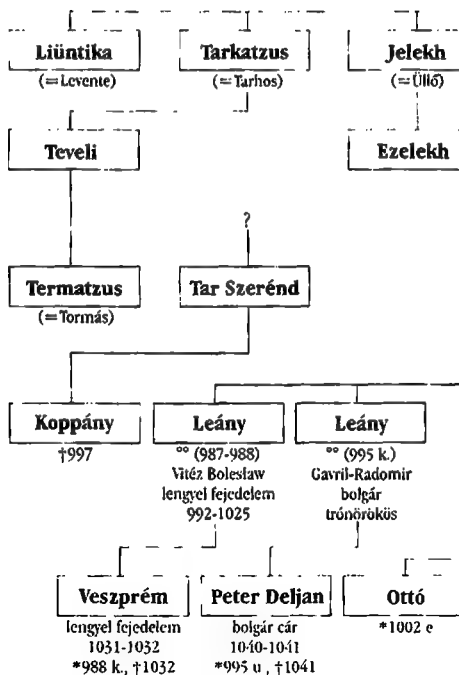 Liüntika Tarkatzus Jelekh
(=Levente) (=Tarhos) (=Üllő)
Teveli Ezelekh
?
Termatzus Tar Szerénd
(=Tormás)
Koppány Leány Leány
†997 °° (987-988) °° (995 k.)
Vitéz Boleslaw Gavril-Radomir
lengyel fejedelem bolgár
992-1025 trónörökös
Veszprém Peter Deljan Ottó
lengyel fejedelem bolgár cár *1002 e
1031-1032 1040-1041
*988 k., †1032 *995 u., †1041